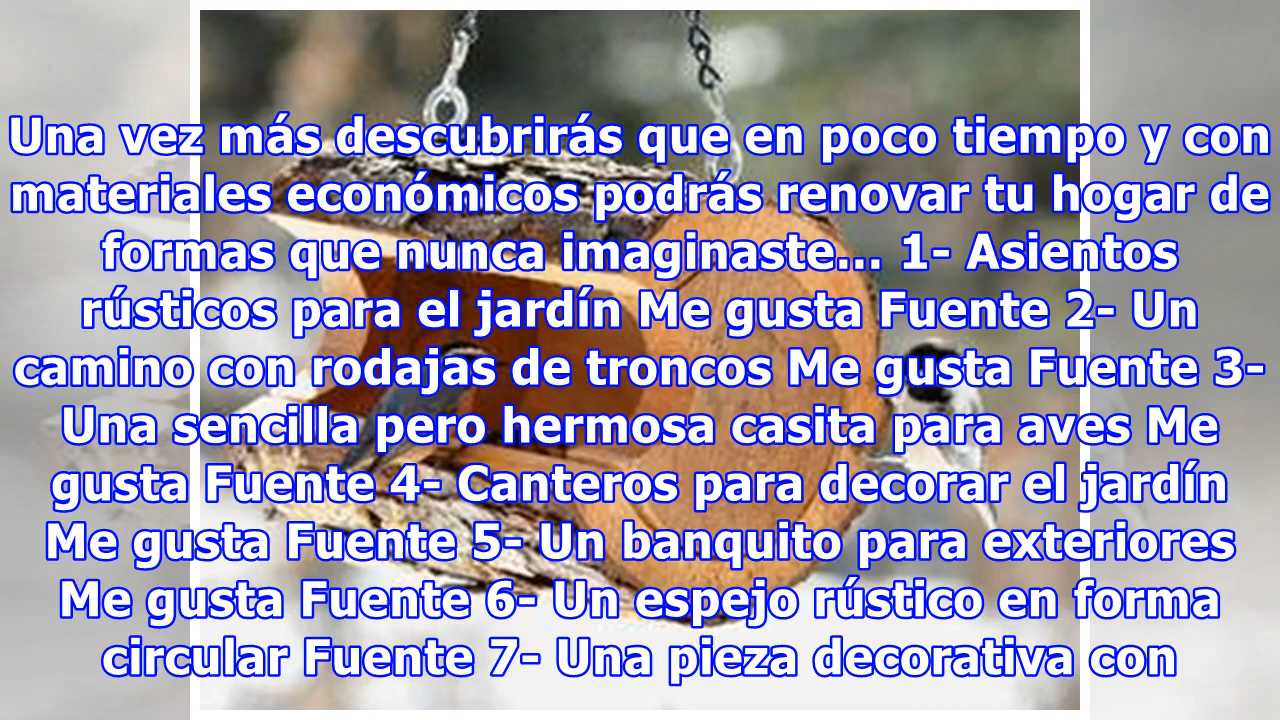 Una vez más descubrirás que en poco tiempo y con
materiales económicos podrás renovar tu hogar de
formas que nunca imaginaste... 1- Asientos
rústicos para el jardín Me gusta Fuente 2- Un
camino con rodajas de troncos Me gusta Fuente 3-
Una sencilla pero hermosa casita para aves Me
gusta Fuente 4- Canteros para decorar el jardín
Me gusta Fuente 5- Un banquito para exteriores
Me gusta Fuente 6- Un espejo rústico en forma
circular Fuente 7- Una pieza decorativa con